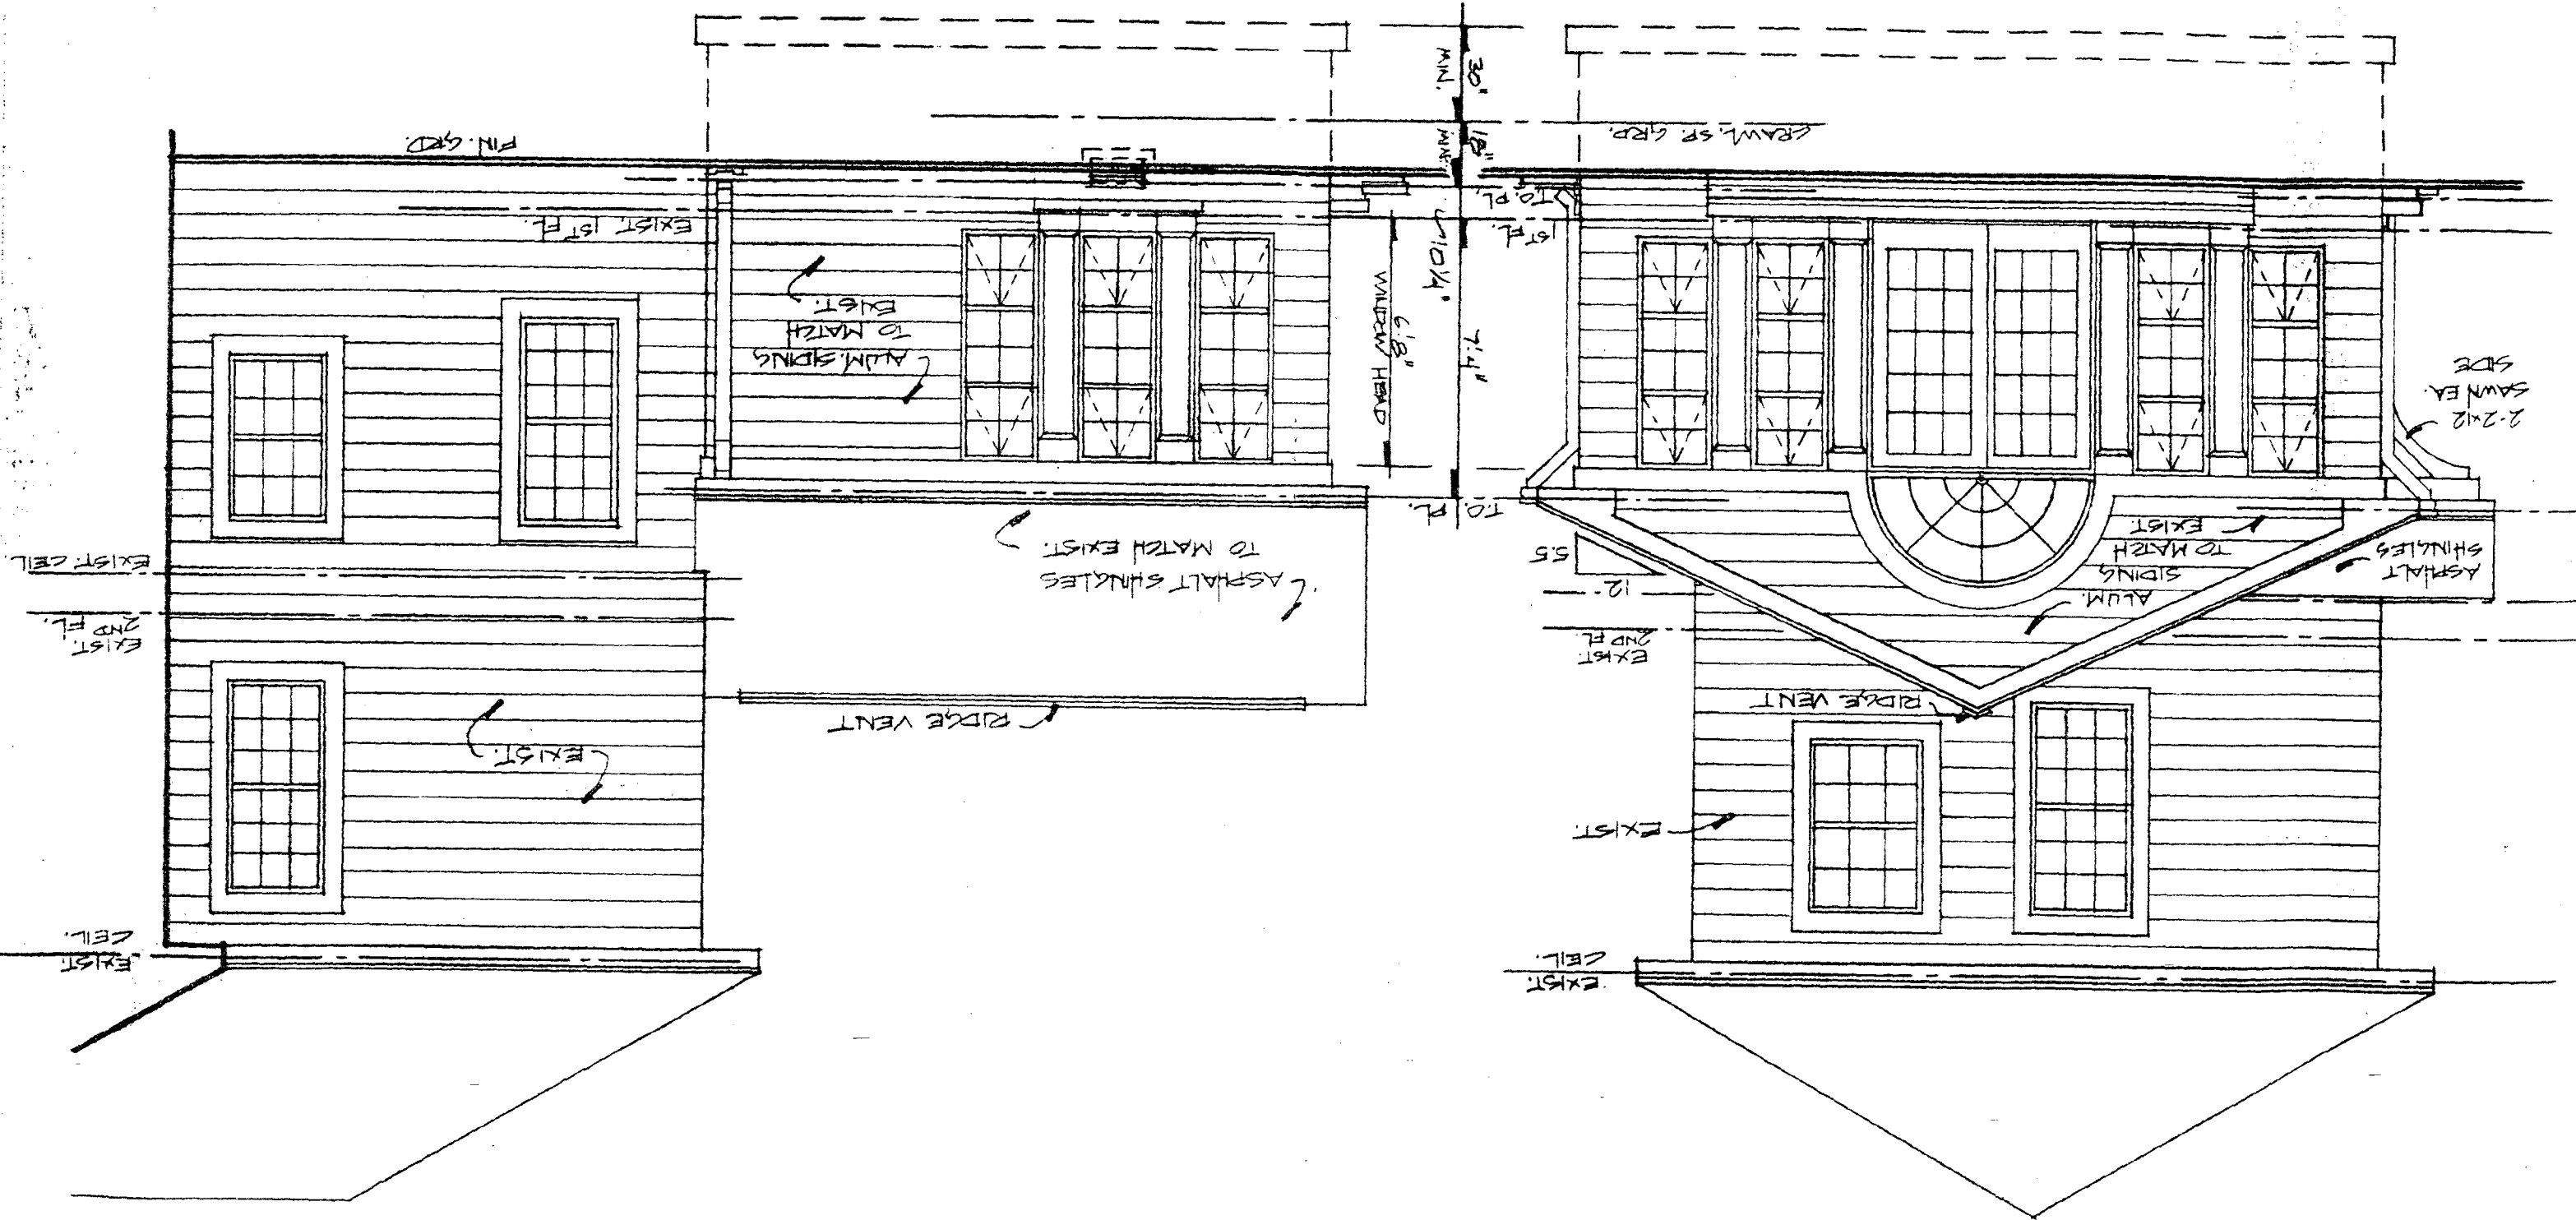 EXIST.
CEIL.
EXIST.
RIDGE VENT
EXIST.
2ND FL.
12
5.5
ALUM.
SIDING
TO MATCH
EXIST.
ASPHALT
SHINGLES
2-2x12
SAWN EA.
SIDE
T.O. PL.
1ST FL.
T.O. PL.
CRAWL SP. GRD.
7'4"
6'8"
WINDOW HEAD
10 1/4"
18"
MIN.
30"
MIN.
EXIST.
CEIL.
EXIST.
RIDGE VENT
EXIST.
2ND FL.
EXIST. CEIL.
ASPHALT SHINGLES
TO MATCH EXIST.
ALUM. SIDING
TO MATCH
EXIST.
EXIST. 1ST FL.
FIN. GRD.